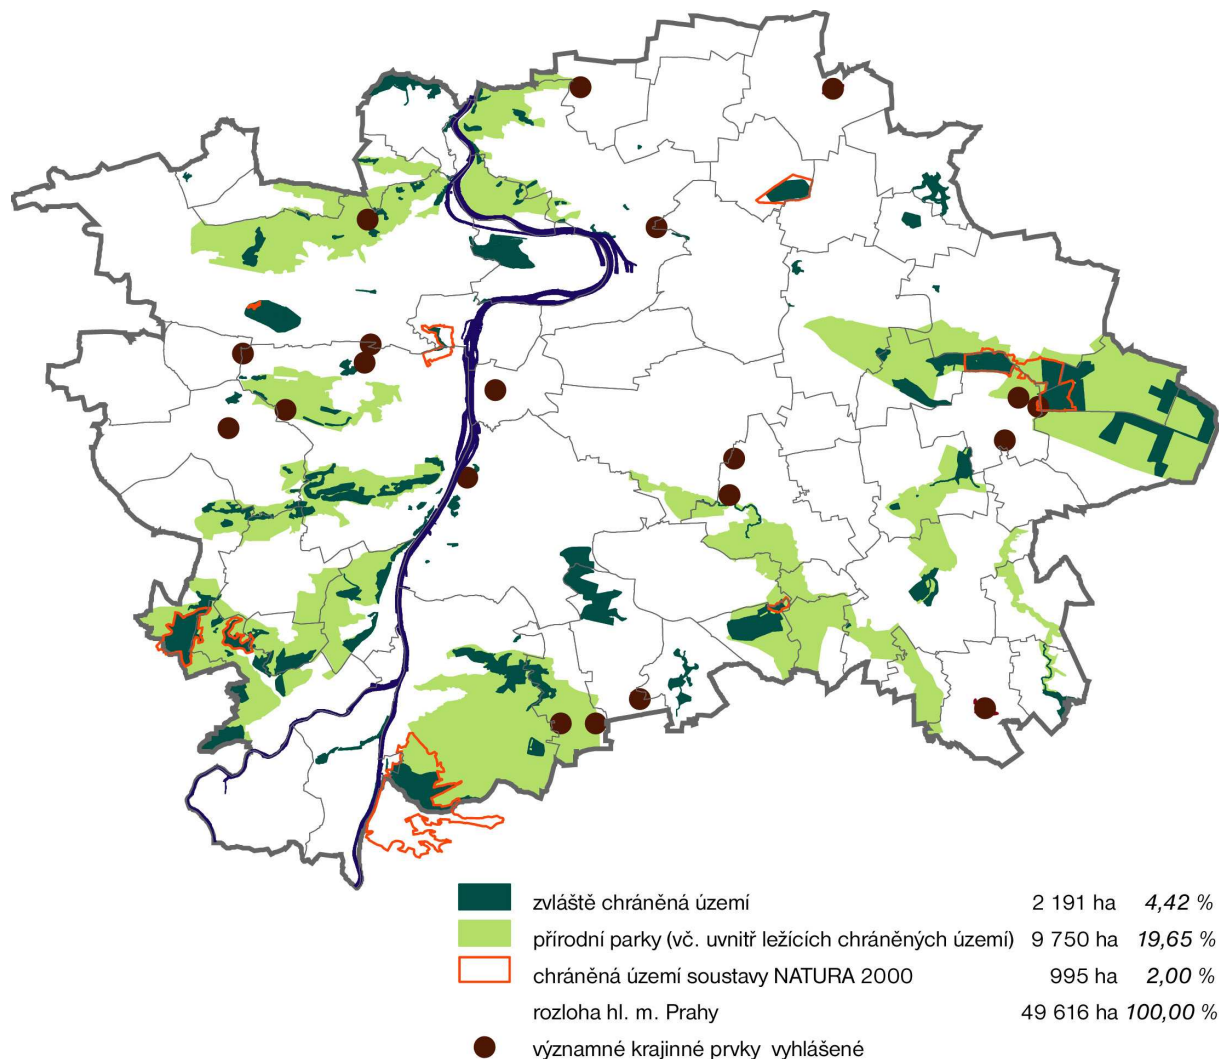 zvláště chráněná území 2 191 ha 4,42 %
přírodní parky (vč. uvnitř ležících chráněných území) 9 750 ha 19,65 %
chráněná území soustavy NATURA 2000 995 ha 2,00 %
rozloha hl. m. Prahy 49 616 ha 100,00 %
významné krajinné prvky vyhlášené